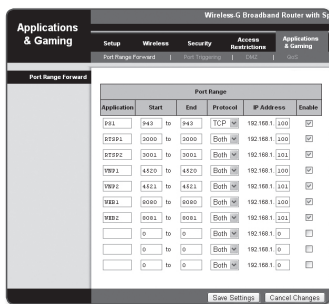 Wireless-G Broadband Router with Sp
Applications & Gaming
Setup Wireless Security Access Restrictions Applications & Gaming
Port Range Forward | Port Triggering | DMZ | QoS
Port Range Forward
Port Range
Application Start End Protocol IP Address Enable
PS1 943 to 943 TCP 192.168.1. 100
RTSP1 3000 to 3000 Both 192.168.1. 100
RTSP2 3001 to 3001 Both 192.168.1. 101
VNP1 4520 to 4520 Both 192.168.1. 100
VNP2 4521 to 4521 Both 192.168.1. 101
WEB1 8080 to 8080 Both 192.168.1. 100
WEB2 8081 to 8081 Both 192.168.1. 101
0 to 0 Both 192.168.1. 0
0 to 0 Both 192.168.1. 0
0 to 0 Both 192.168.1. 0
Save Settings Cancel Changes